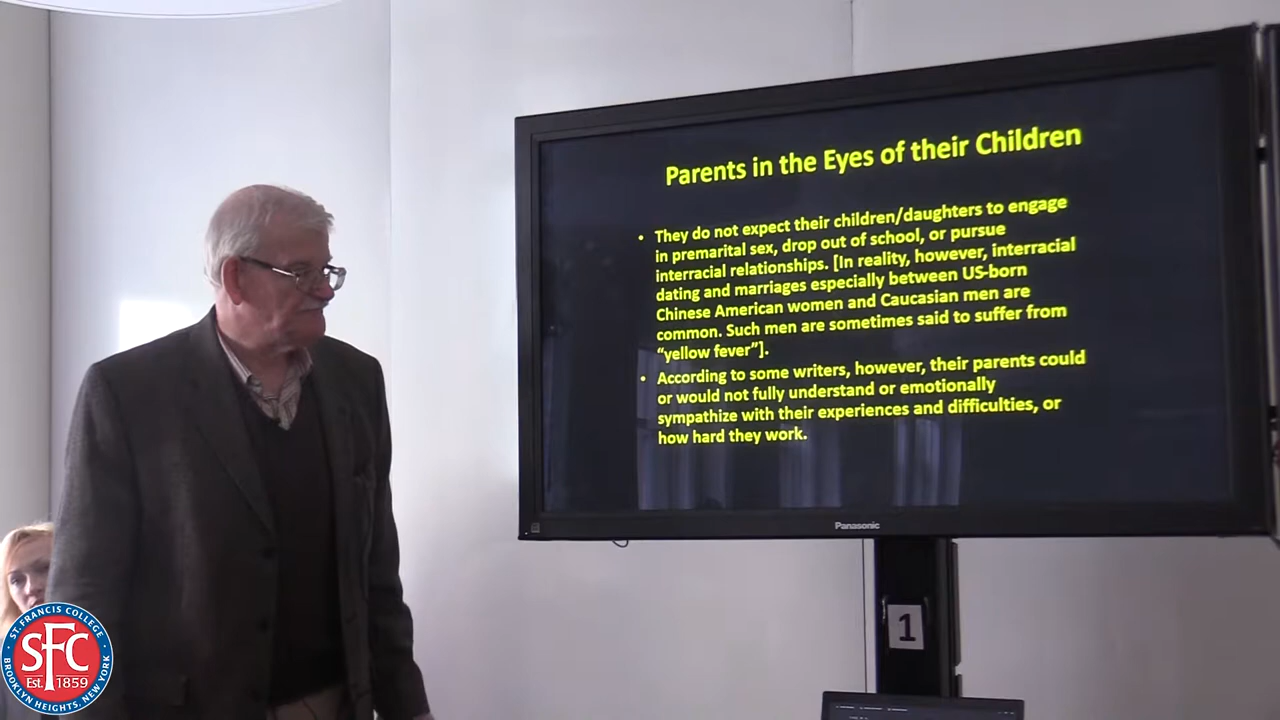 Parents in the Eyes of their Children
• They do not expect their children/daughters to engage
in premarital sex, drop out of school, or pursue
interracial relationships. [In reality, however, interracial
dating and marriages especially between US-born
Chinese American women and Caucasian men are
common. Such men are sometimes said to suffer from
“yellow fever”].
• According to some writers, however, their parents could
or would not fully understand or emotionally
sympathize with their experiences and difficulties, or
how hard they work.
Panasonic
1
ST. FRANCIS COLLEGE
SFC
Est. 1859
BROOKLYN HEIGHTS, NEW YORK